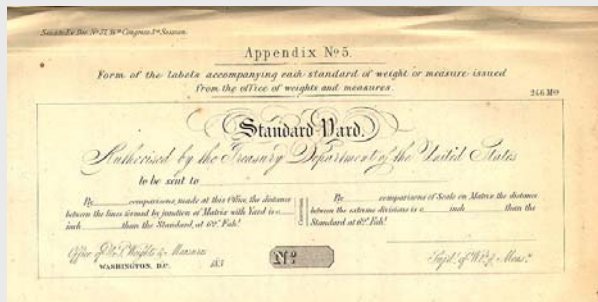 Senate Ex Doc No 27, Congress Session
Appendix No 5.
Form of the labels accompanying each standard of weight or measure issued
from the office of weights and measures.
Standard Yard.
Authorised by the Treasury Department of the United States
to be sent to
By comparisons, made at this Office, the distance
between the lines formed by junction of Matrix with Yard is a
inch than the Standard, at 62° Faht
By comparisons of Scale on Matrix the distance
between the extreme divisions is a inch than the
Standard at 62° Faht
Office of Weights & Measures
WASHINGTON, D.C. 185
No
Supt of Wts & Meas.